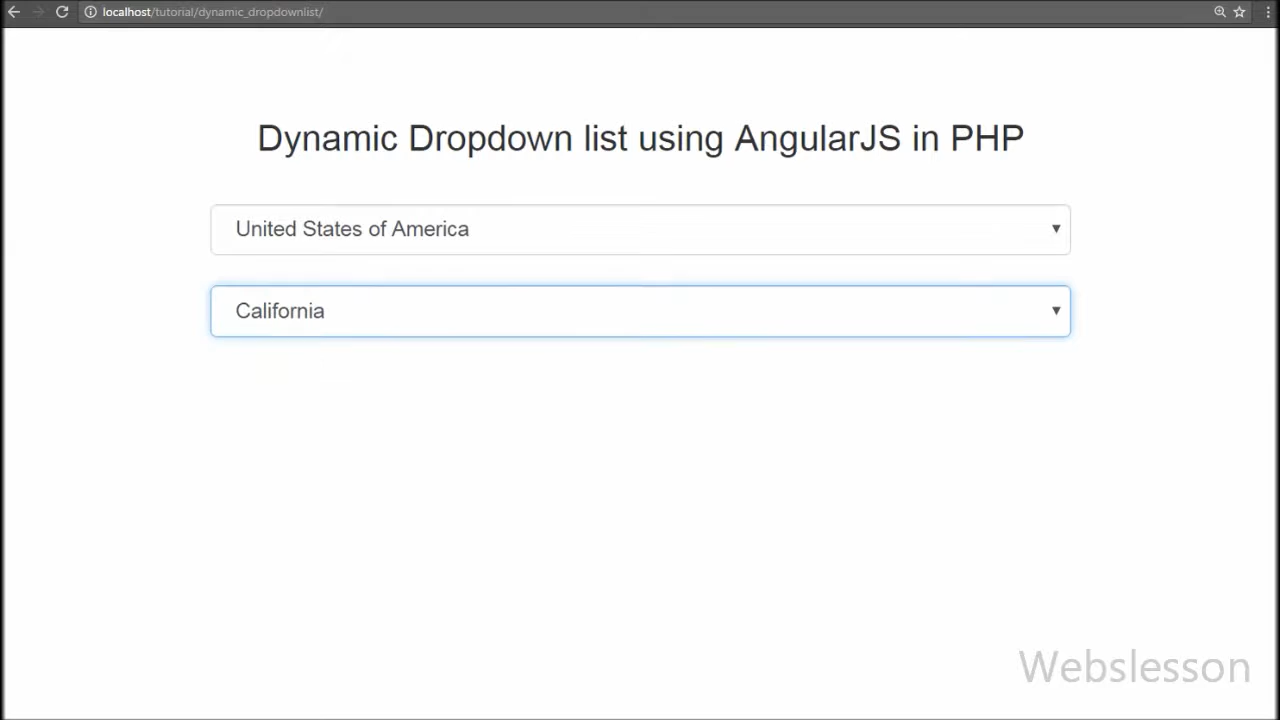 localhost/tutorial/dynamic_dropdownlist/
Dynamic Dropdown list using AngularJS in PHP
United States of America
California
Webslesson